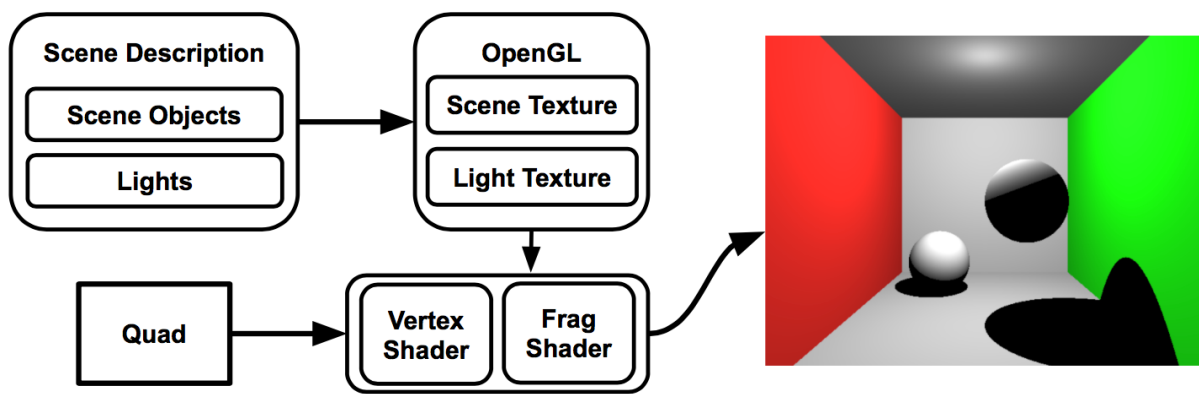 Scene Description
Scene Objects
Lights
OpenGL
Scene Texture
Light Texture
Quad
Vertex
Shader
Frag
Shader